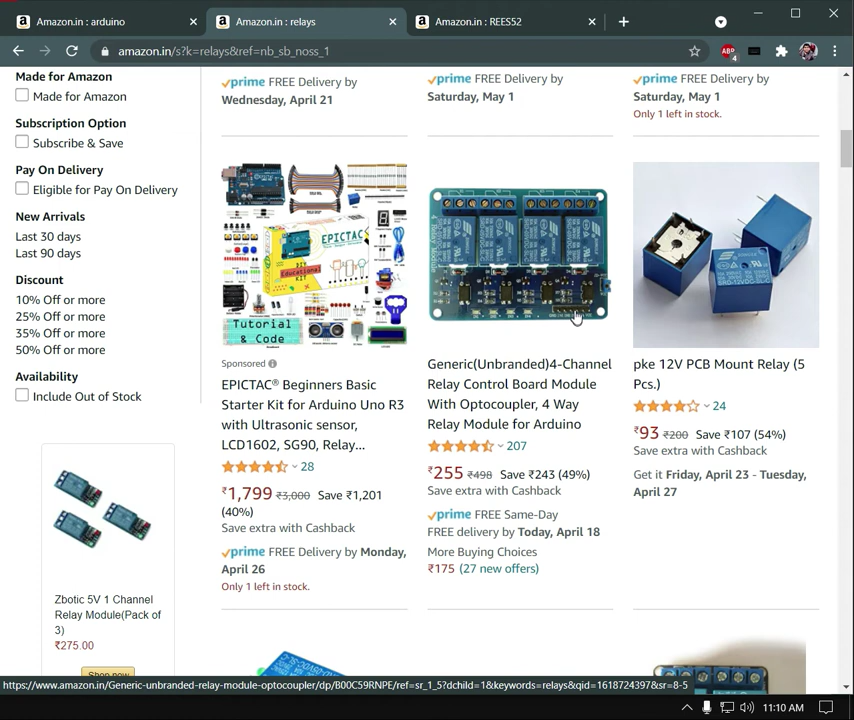 Amazon.in : arduino
Amazon.in : relays
Amazon.in : REES52
amazon.in/s?k=relays&ref=nb_sb_noss_1
ABP
4
Made for Amazon
Made for Amazon
Subscription Option
Subscribe & Save
Pay On Delivery
Eligible for Pay On Delivery
New Arrivals
Last 30 days
Last 90 days
Discount
10% Off or more
25% Off or more
35% Off or more
50% Off or more
Availability
Include Out of Stock
Zbotic 5V 1 Channel
Relay Module(Pack of
3)
₹275.00
Shop now
prime FREE Delivery by
Wednesday, April 21
EPICTAC
Educational KIT
Tutorial
& Code
Sponsored
EPICTAC® Beginners Basic
Starter Kit for Arduino Uno R3
with Ultrasonic sensor,
LCD1602, SG90, Relay...
28
₹1,799 ₹3,000 Save ₹1,201
(40%)
Save extra with Cashback
prime FREE Delivery by Monday,
April 26
Only 1 left in stock.
prime FREE Delivery by
Saturday, May 1
Generic(Unbranded)4-Channel
Relay Control Board Module
With Optocoupler, 4 Way
Relay Module for Arduino
207
₹255 ₹498 Save ₹243 (49%)
Save extra with Cashback
prime FREE Same-Day
FREE delivery by Today, April 18
More Buying Choices
₹175 (27 new offers)
prime FREE Delivery by
Saturday, May 1
Only 1 left in stock.
SRD-12VDC-SL-C
pke 12V PCB Mount Relay (5
Pcs.)
24
₹93 ₹200 Save ₹107 (54%)
Save extra with Cashback
Get it Friday, April 23 - Tuesday,
April 27
https://www.amazon.in/Generic-unbranded-relay-module-optocoupler/dp/B00C59RNPE/ref=sr_1_5?dchild=1&keywords=relays&qid=1618724397&sr=8-5
11:10 AM